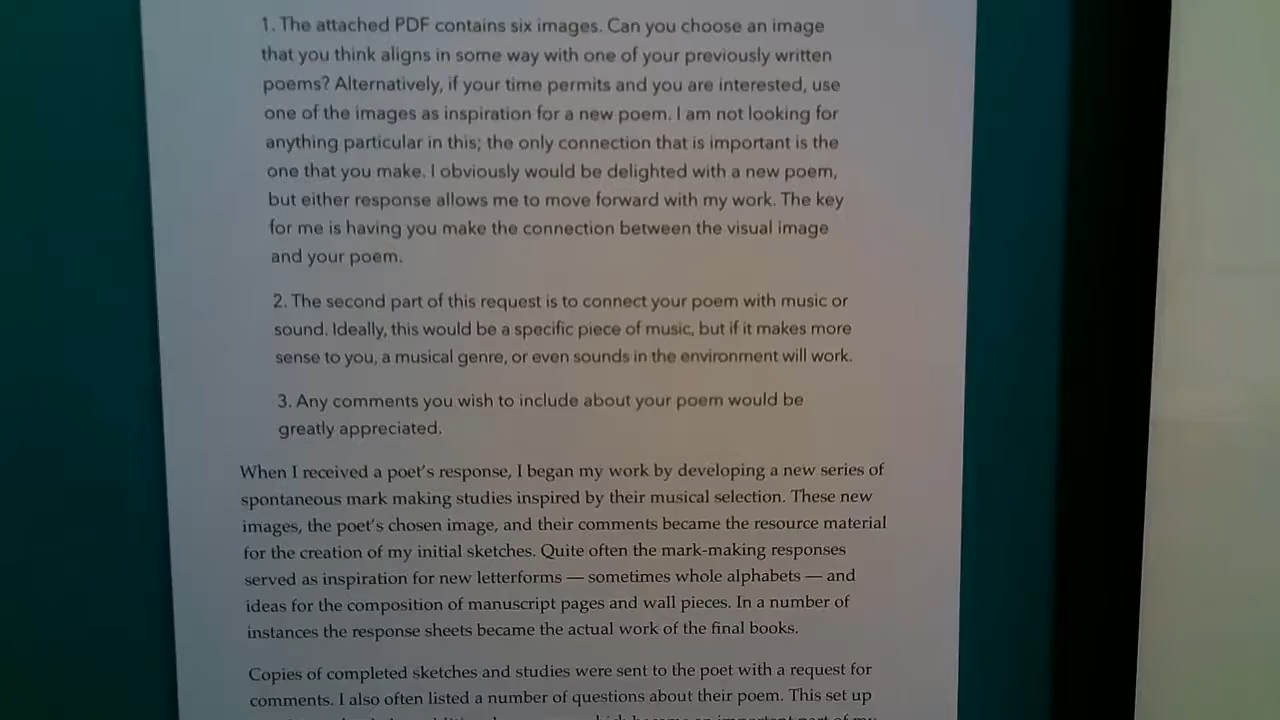 1. The attached PDF contains six images. Can you choose an image
that you think aligns in some way with one of your previously written
poems? Alternatively, if your time permits and you are interested, use
one of the images as inspiration for a new poem. I am not looking for
anything particular in this; the only connection that is important is the
one that you make. I obviously would be delighted with a new poem,
but either response allows me to move forward with my work. The key
for me is having you make the connection between the visual image
and your poem.
2. The second part of this request is to connect your poem with music or
sound. Ideally, this would be a specific piece of music, but if it makes more
sense to you, a musical genre, or even sounds in the environment will work.
3. Any comments you wish to include about your poem would be
greatly appreciated.
When I received a poet's response, I began my work by developing a new series of
spontaneous mark making studies inspired by their musical selection. These new
images, the poet's chosen image, and their comments became the resource material
for the creation of my initial sketches. Quite often the mark-making responses
served as inspiration for new letterforms — sometimes whole alphabets — and
ideas for the composition of manuscript pages and wall pieces. In a number of
instances the response sheets became the actual work of the final books.
Copies of completed sketches and studies were sent to the poet with a request for
comments. I also often listed a number of questions about their poem. This set up